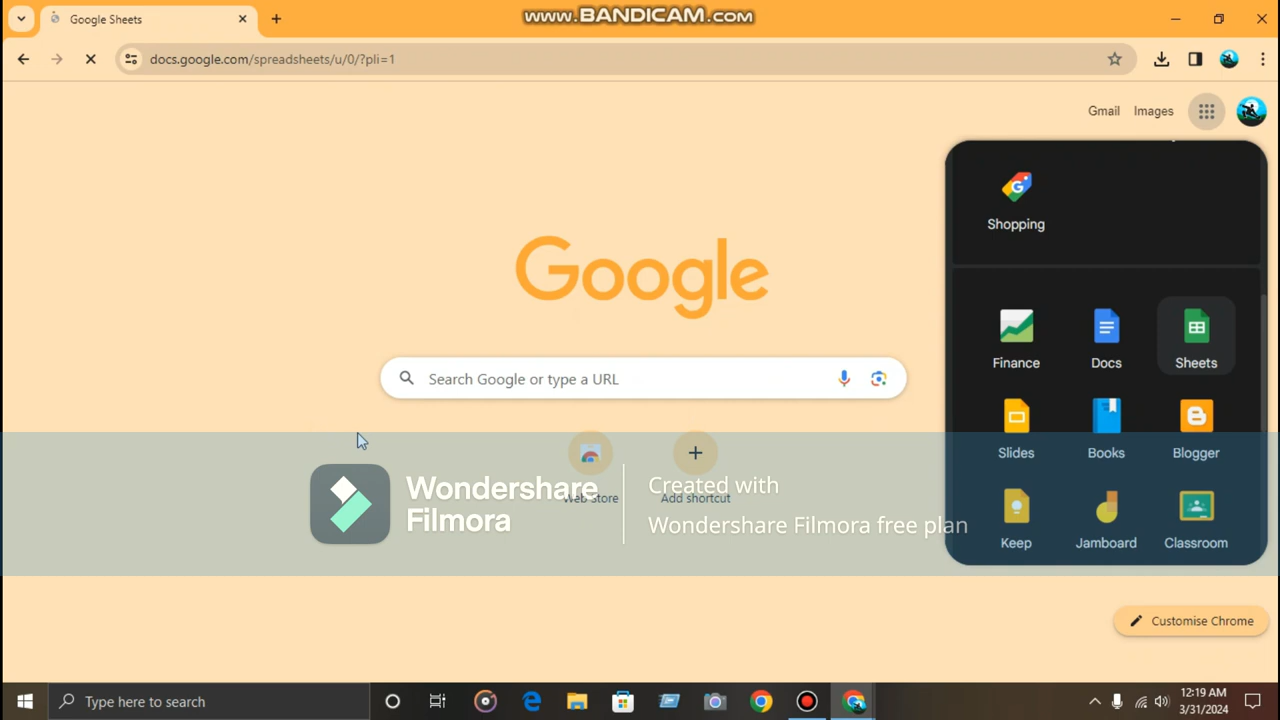 Google Sheets
www.BANDICAM.com
docs.google.com/spreadsheets/u/0/?pli=1
Gmail
Images
Shopping
Google
Finance
Docs
Sheets
Search Google or type a URL
Slides
Books
Blogger
Web Store
Add shortcut
Wondershare
Filmora
Created with
Wondershare Filmora free plan
Keep
Jamboard
Classroom
Customise Chrome
Type here to search
12:19 AM
3/31/2024